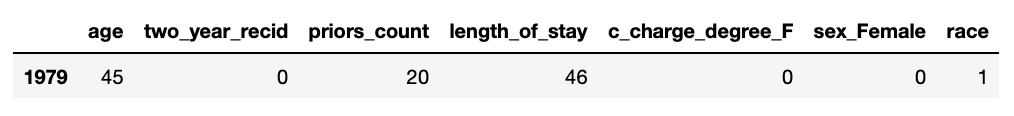 age two_year_recid priors_count length_of_stay c_charge_degree_F sex_Female race
1979 45 0 20 46 0 0 1